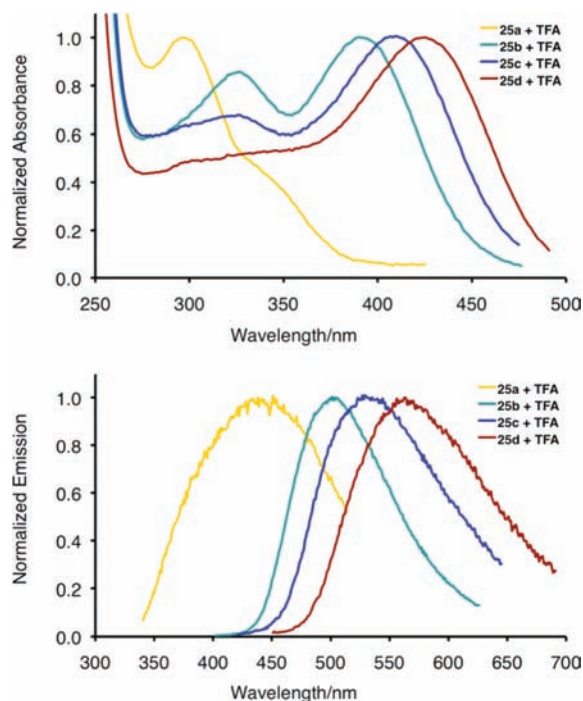 Normalized Absorbance
1.0
0.8
0.6
0.4
0.2
0.0
25a + TFA
25b + TFA
25c + TFA
25d + TFA
250 300 350 400 450 500
Wavelength/nm
Normalized Emission
1.0
0.8
0.6
0.4
0.2
0.0
25a + TFA
25b + TFA
25c + TFA
25d + TFA
300 350 400 450 500 550 600 650 700
Wavelength/nm